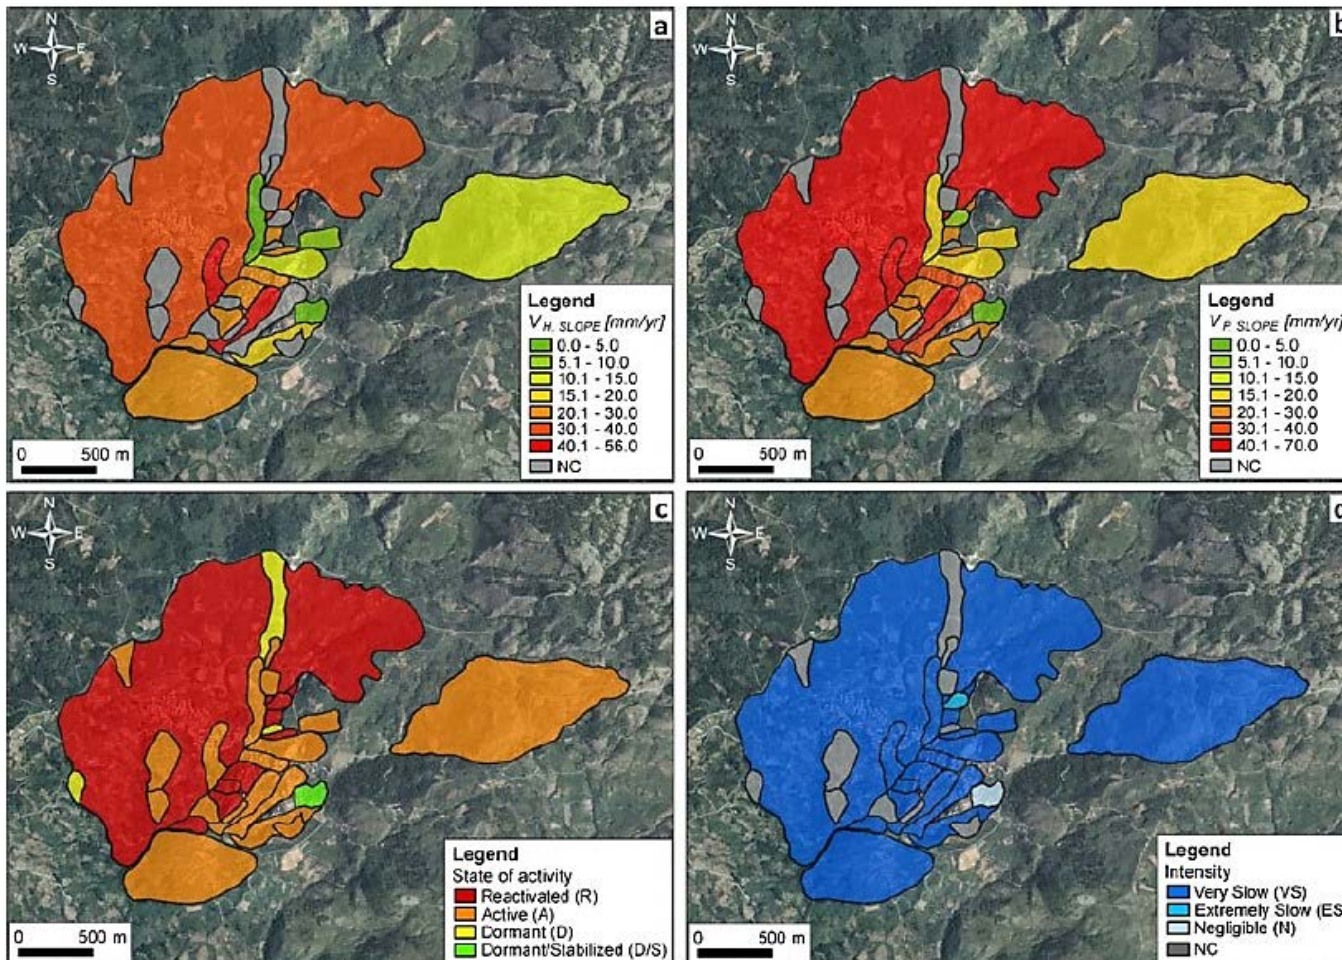 N
W E
S
a
Legend
V H. SLOPE [mm/yr]
0.0 - 5.0
5.1 - 10.0
10.1 - 15.0
15.1 - 20.0
20.1 - 30.0
30.1 - 40.0
40.1 - 56.0
NC
0 500 m
N
W E
S
b
Legend
V P. SLOPE [mm/yr]
0.0 - 5.0
5.1 - 10.0
10.1 - 15.0
15.1 - 20.0
20.1 - 30.0
30.1 - 40.0
40.1 - 70.0
NC
0 500 m
N
W E
S
c
Legend
State of activity
Reactivated (R)
Active (A)
Dormant (D)
Dormant/Stabilized (D/S)
0 500 m
N
W E
S
d
Legend
Intensity
Very Slow (VS)
Extremely Slow (ES
Negligible (N)
NC
0 500 m